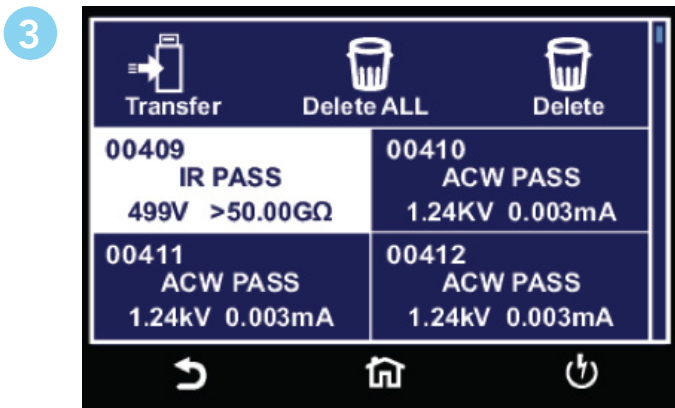 3
Transfer
Delete ALL
Delete
00409
IR PASS
499V >50.00GΩ
00410
ACW PASS
1.24KV 0.003mA
00411
ACW PASS
1.24kV 0.003mA
00412
ACW PASS
1.24kV 0.003mA